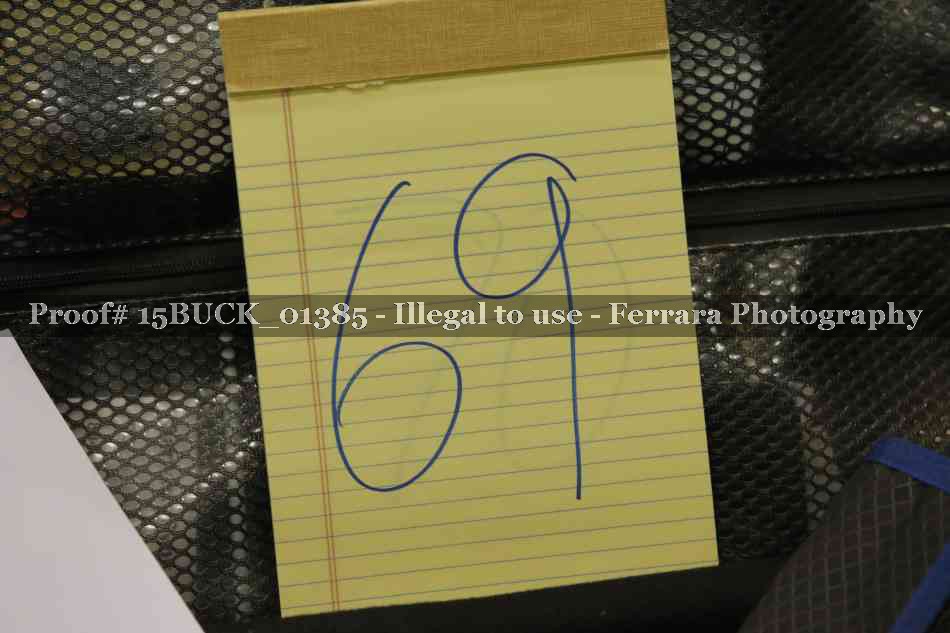 69
Proof# 15BUCK_01385 - Illegal to use - Ferrara Photography